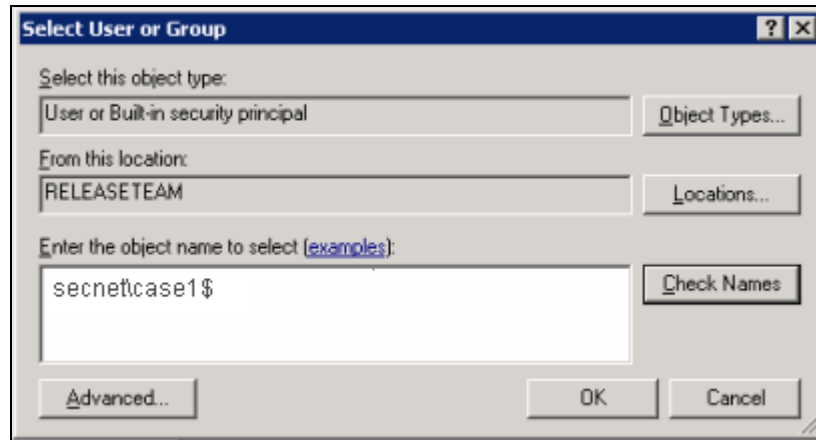 Select User or Group
Select this object type:
User or Built-in security principal
Object Types...
From this location:
RELEASETEAM
Locations...
Enter the object name to select (examples):
secnet\case1$
Check Names
Advanced...
OK
Cancel